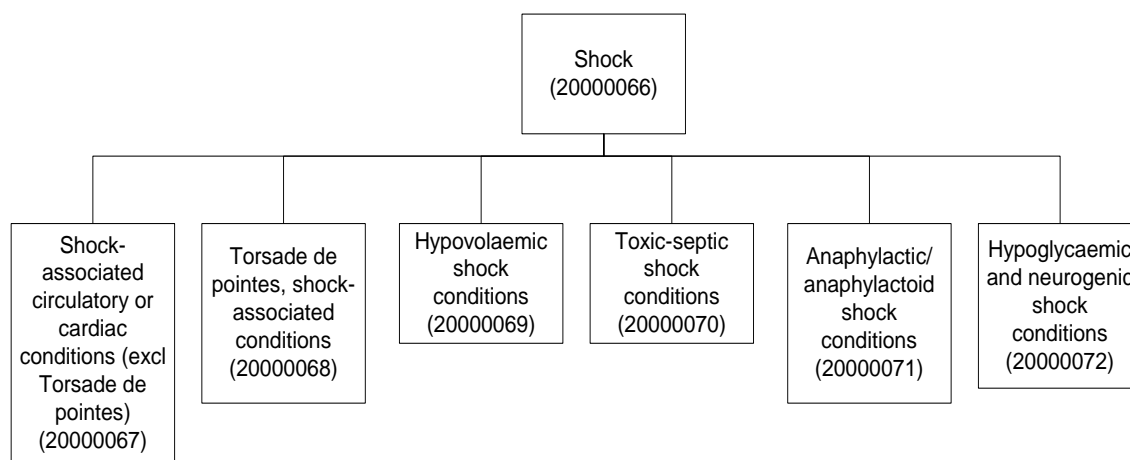 Shock
(20000066)
Shock-
associated
circulatory or
cardiac
conditions (excl
Torsade de
pointes)
(20000067)
Torsade de
pointes, shock-
associated
conditions
(20000068)
Hypovolaemic
shock
conditions
(20000069)
Toxic-septic
shock
conditions
(20000070)
Anaphylactic/
anaphylactoid
shock
conditions
(20000071)
Hypoglycaemic
and neurogenic
shock
conditions
(20000072)